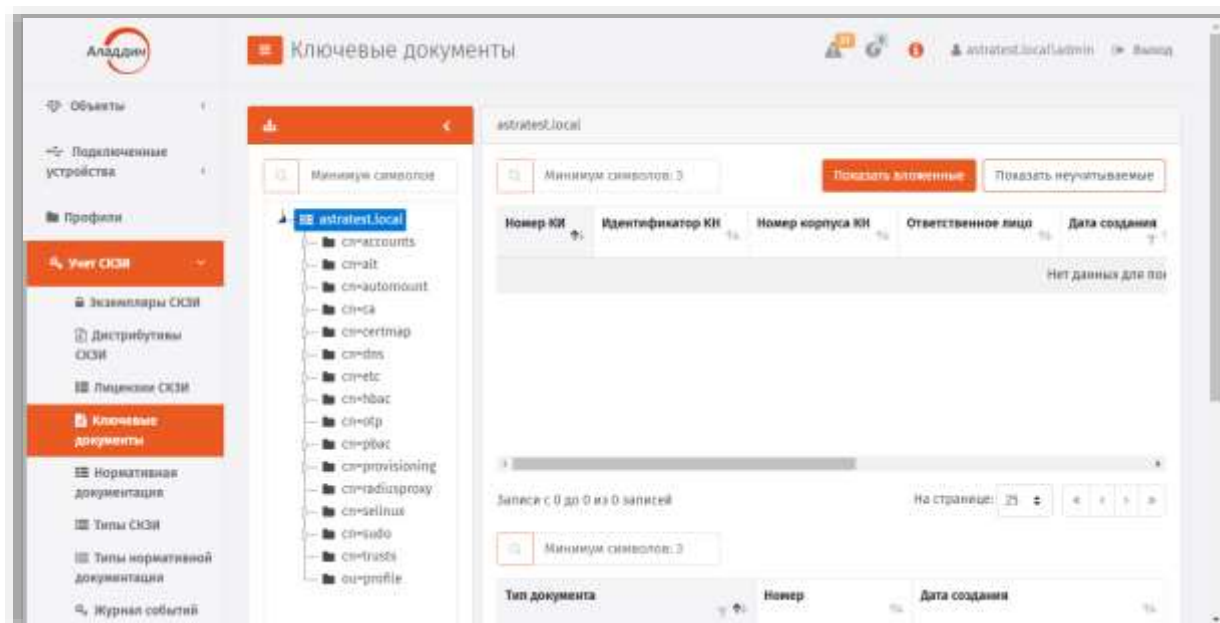 Аладдин
Ключевые документы
astratest.local\admin
Выход
Объекты
Подключенные
устройства
Профили
Учет СКЗИ
Экземпляры СКЗИ
Дистрибутивы
СКЗИ
Лицензии СКЗИ
Ключевые
документы
Нормативная
документация
Типы СКЗИ
Типы нормативной
документации
Журнал событий
Минимум символов
astratest.local
cn=accounts
cn=alt
cn=automount
cn=ca
cn=certmap
cn=dns
cn=etc
cn=hbac
cn=otp
cn=pbac
cn=provisioning
cn=radiusproxy
cn=selinux
cn=sudo
cn=trusts
ou=profile
astratest.local
Минимум символов: 3
Показать вложенные
Показать неучитываемые
Номер КИ
Идентификатор КН
Номер корпуса КН
Ответственное лицо
Дата создания
Нет данных для по
Записи с 0 до 0 из 0 записей
На странице: 25
Минимум символов: 3
Тип документа
Номер
Дата создания